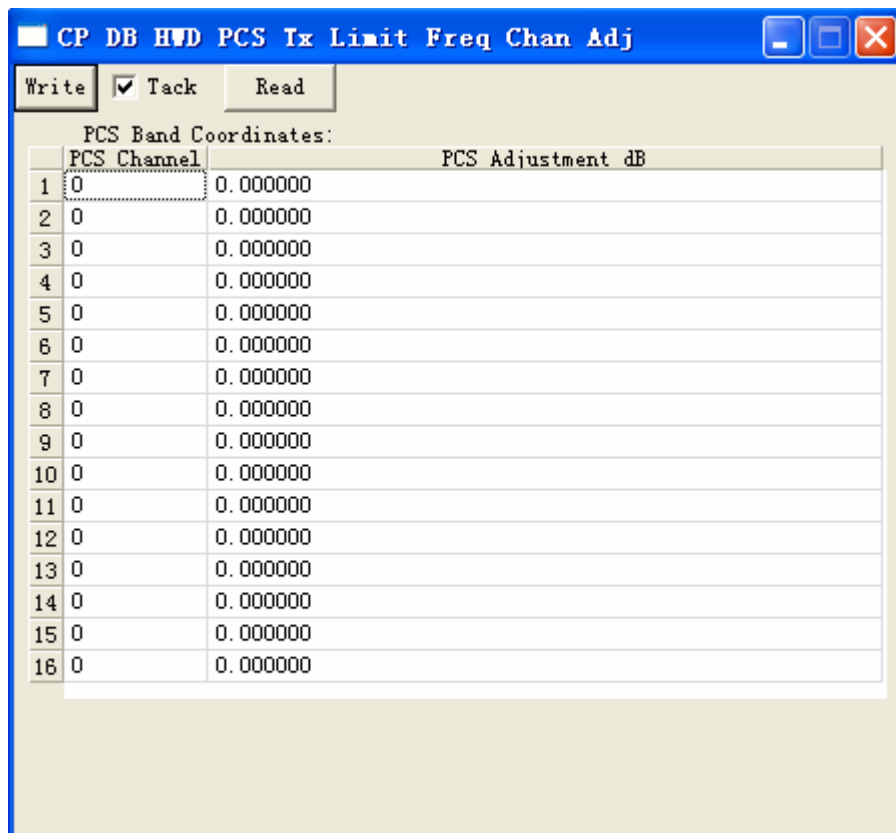 CP DB HWD PCS Tx Limit Freq Chan Adj
Write Tack Read
PCS Band Coordinates:
PCS Channel PCS Adjustment dB
1 0 0.000000
2 0 0.000000
3 0 0.000000
4 0 0.000000
5 0 0.000000
6 0 0.000000
7 0 0.000000
8 0 0.000000
9 0 0.000000
10 0 0.000000
11 0 0.000000
12 0 0.000000
13 0 0.000000
14 0 0.000000
15 0 0.000000
16 0 0.000000